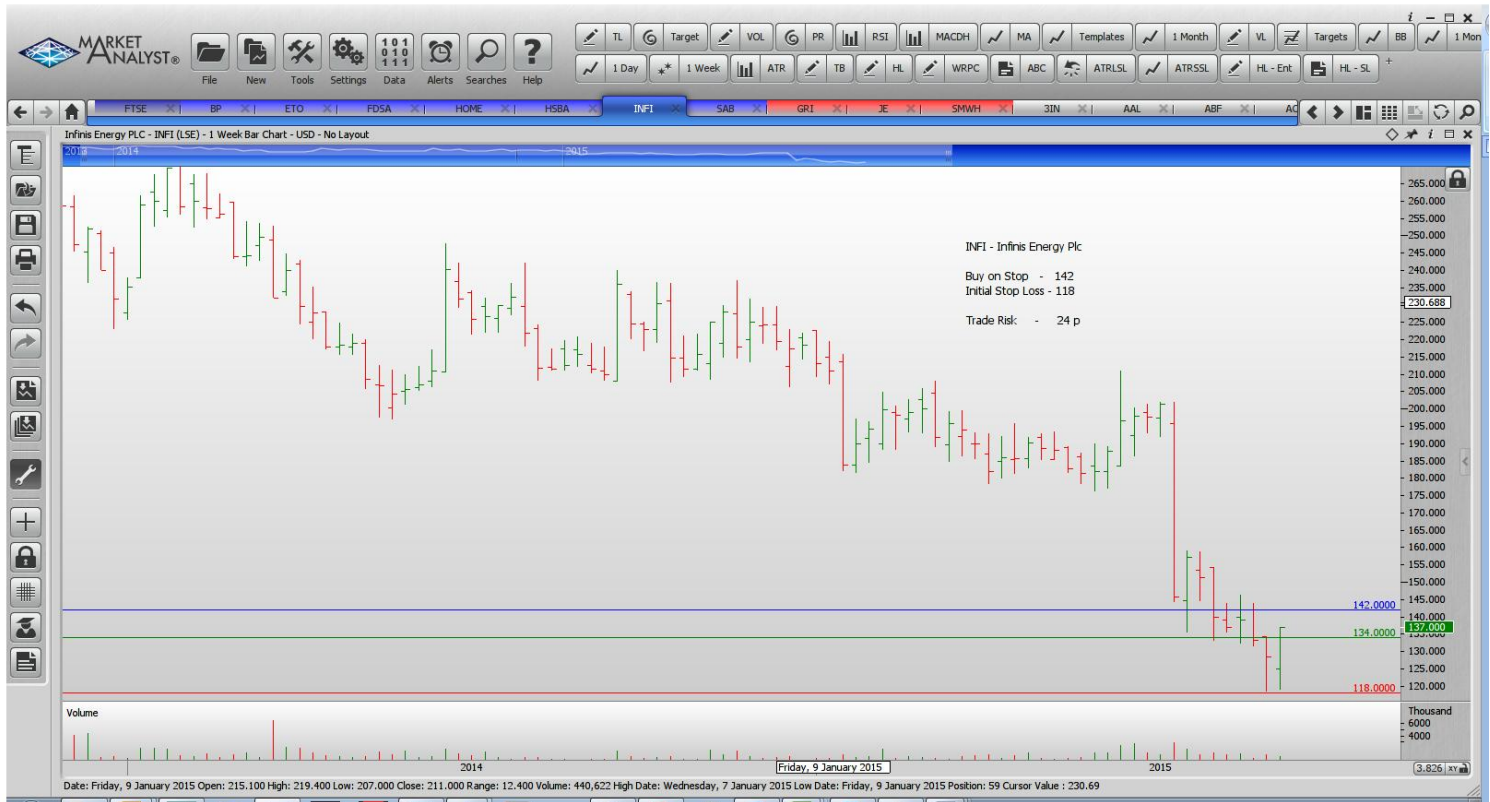 i
MARKET ANALYST®
File New Tools Settings Data Alerts Searches Help
TL Target VOL PR RSI MACDH MA Templates 1 Month VL Targets BB 1 Mon
1 Day 1 Week ATR TB HL WRPC ABC ATRLSL ATRSSL HL - Ent HL - SL +
FTSE BP ETO FDSA HOME HSBA INFI SAB GRI JE SMWH 3IN AAL ABF
Infinis Energy PLC - INFI (LSE) - 1 Week Bar Chart - USD - No Layout
2014 2015
265.000
260.000
255.000
250.000
INFI - Infinis Energy Plc
245.000
240.000
Buy on Stop - 142
235.000
Initial Stop Loss - 118
230.688
Trade Risk - 24 p
225.000
220.000
215.000
210.000
205.000
200.000
195.000
190.000
185.000
180.000
175.000
170.000
165.000
160.000
155.000
150.000
145.000
142.0000
140.000
137.000
134.0000
130.000
125.000
120.000
118.0000
Volume
Thousand
6000
4000
2014 Friday, 9 January 2015 2015
3.826 XY
Date: Friday, 9 January 2015 Open: 215.100 High: 219.400 Low: 207.000 Close: 211.000 Range: 12.400 Volume: 440,622 High Date: Wednesday, 7 January 2015 Low Date: Friday, 9 January 2015 Position: 59 Cursor Value : 230.69